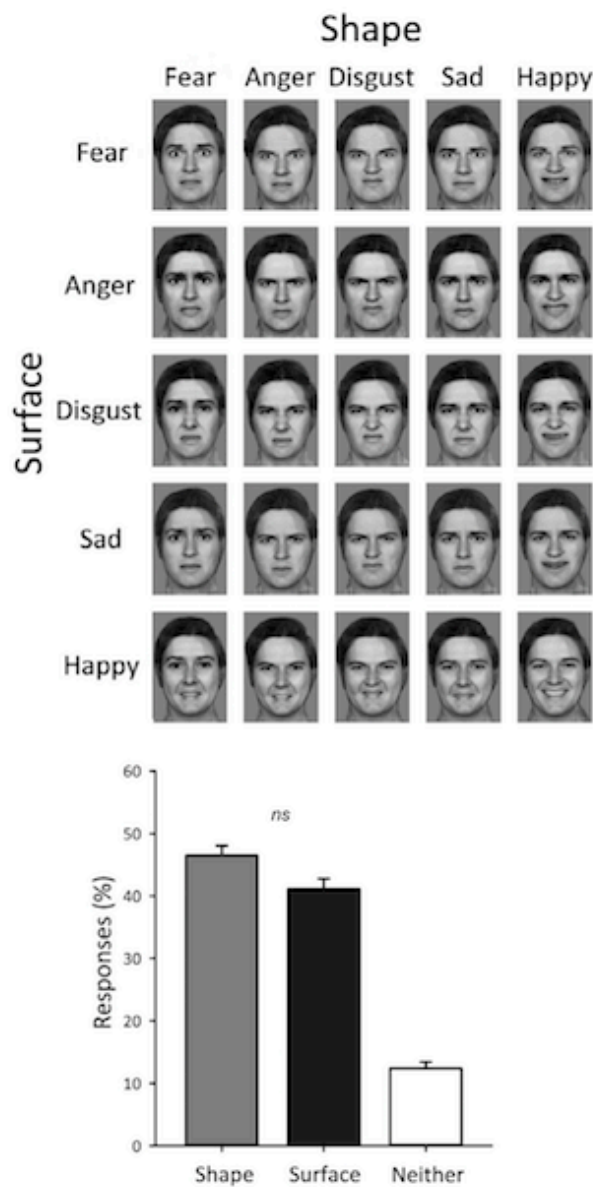 Shape
Fear Anger Disgust Sad Happy
Fear
Anger
Surface
Disgust
Sad
Happy
60
ns
50
40
30
20
10
0
Responses (%)
Shape Surface Neither